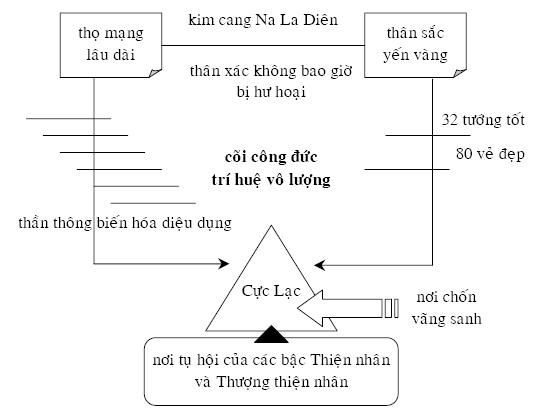 kim cang Na La Diên
thọ mạng
lâu dài
thân sắc
yến vàng
thân xác không bao giờ
bị hư hoại
32 tướng tốt
80 vẻ đẹp
cõi công đức
trí huệ vô lượng
thần thông biến hóa diệu dụng
Cực Lạc
nơi chốn
vãng sanh
nơi tụ hội của các bậc Thiện nhân
và Thượng thiện nhân